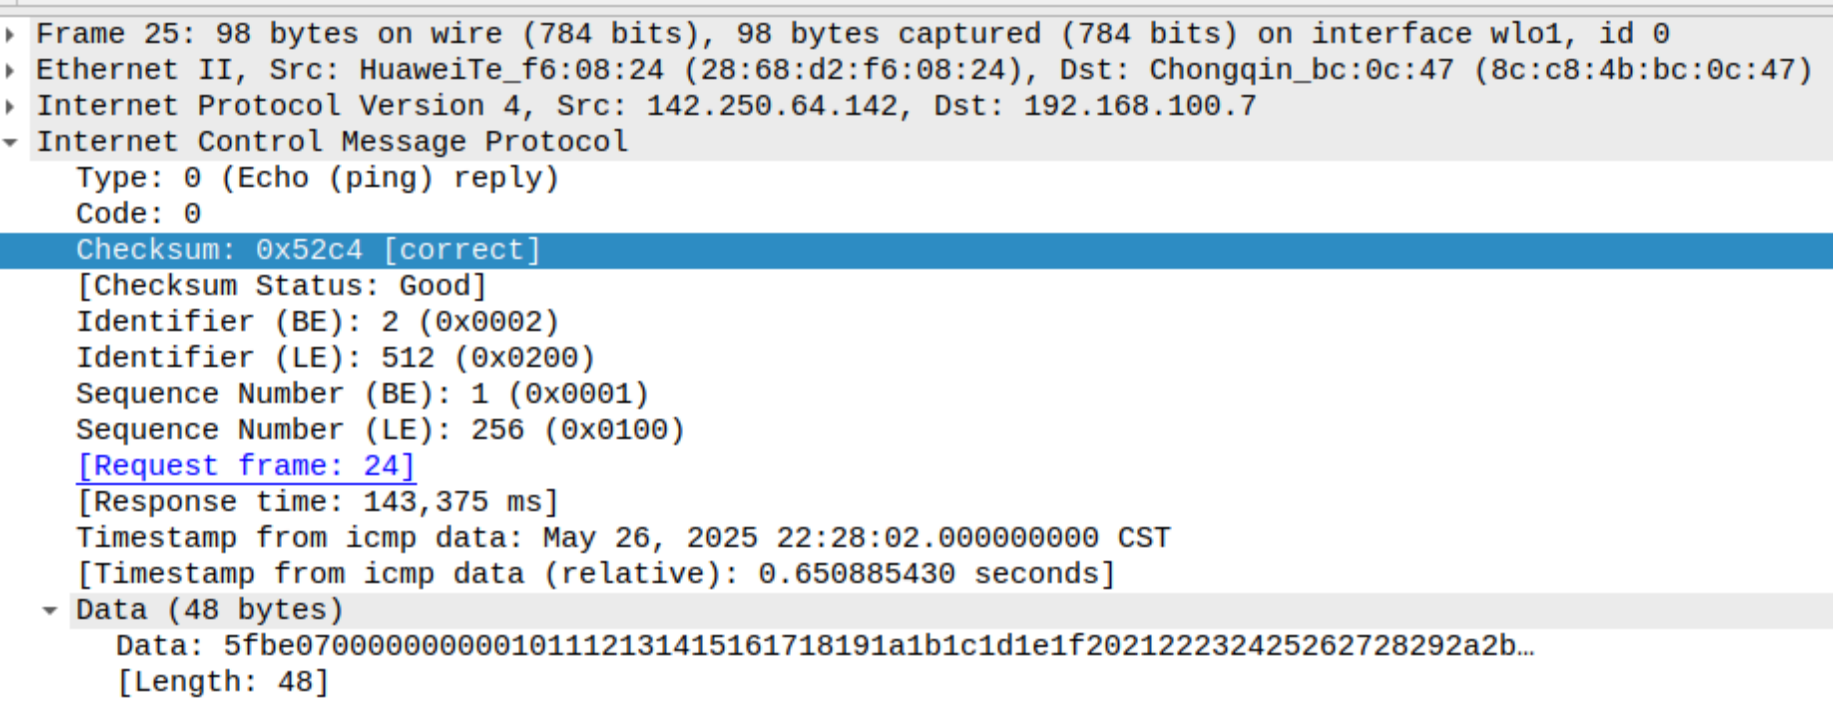 Frame 25: 98 bytes on wire (784 bits), 98 bytes captured (784 bits) on interface wlo1, id 0
Ethernet II, Src: HuaweiTe_f6:08:24 (28:68:d2:f6:08:24), Dst: Chongqin_bc:0c:47 (8c:c8:4b:bc:0c:47)
Internet Protocol Version 4, Src: 142.250.64.142, Dst: 192.168.100.7
Internet Control Message Protocol
Type: 0 (Echo (ping) reply)
Code: 0
Checksum: 0x52c4 [correct]
[Checksum Status: Good]
Identifier (BE): 2 (0x0002)
Identifier (LE): 512 (0x0200)
Sequence Number (BE): 1 (0x0001)
Sequence Number (LE): 256 (0x0100)
[Request frame: 24]
[Response time: 143,375 ms]
Timestamp from icmp data: May 26, 2025 22:28:02.000000000 CST
[Timestamp from icmp data (relative): 0.650885430 seconds]
Data (48 bytes)
Data: 5fbe070000000000101112131415161718191a1b1c1d1e1f202122232425262728292a2b…
[Length: 48]